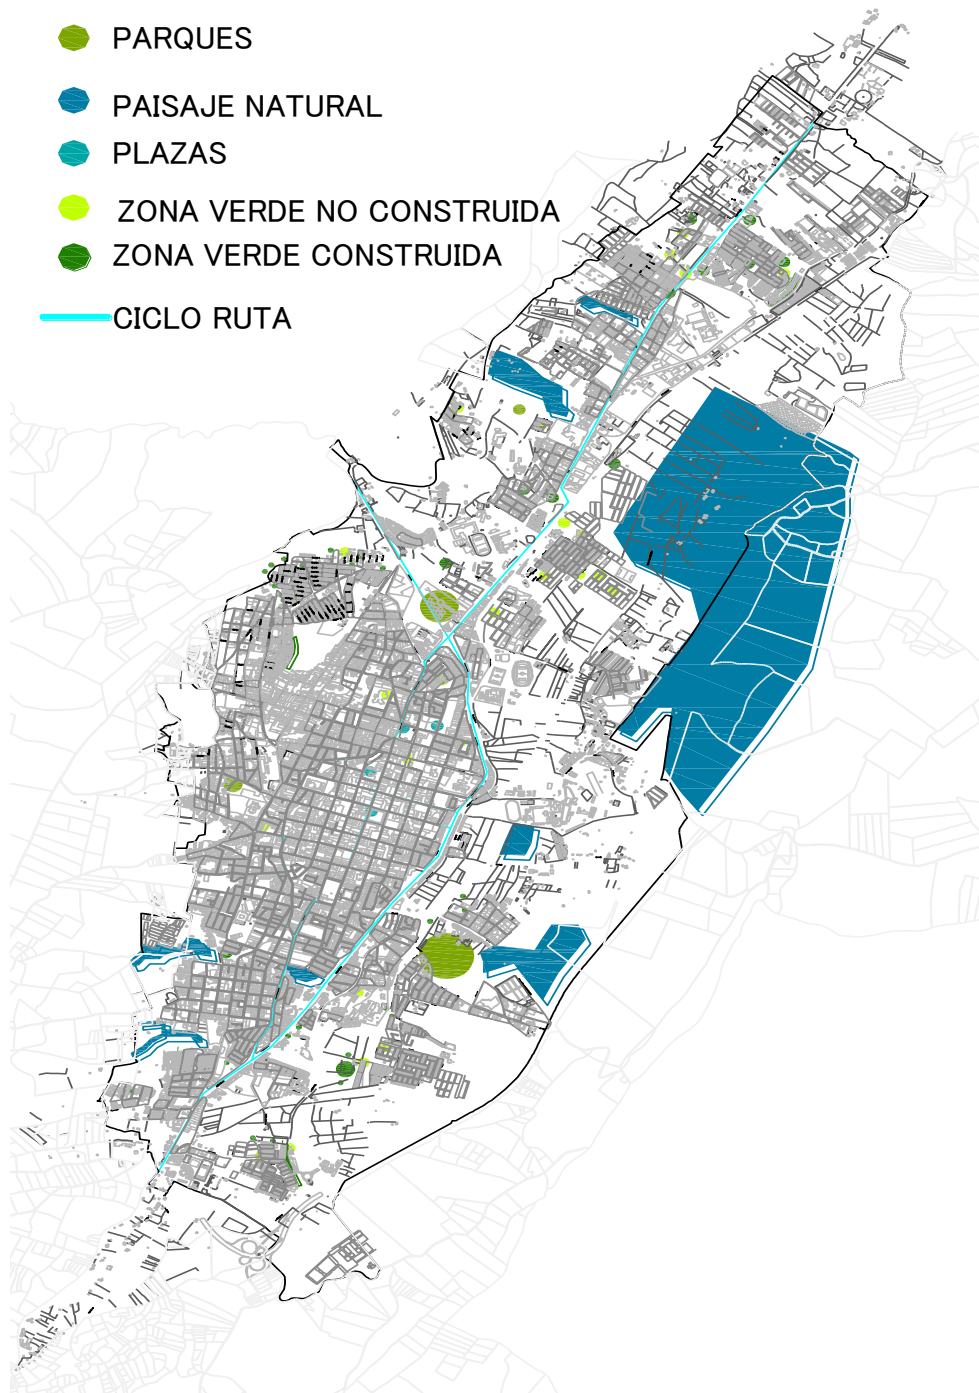 PARQUES
PAISAJE NATURAL
PLAZAS
ZONA VERDE NO CONSTRUIDA
ZONA VERDE CONSTRUIDA
CICLO RUTA